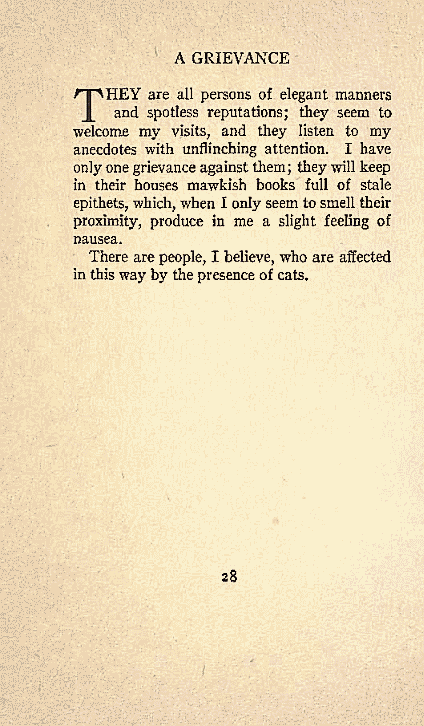 A GRIEVANCE
THEY are all persons of elegant manners
and spotless reputations; they seem to
welcome my visits, and they listen to my
anecdotes with unflinching attention. I have
only one grievance against them; they will keep
in their houses mawkish books full of stale
epithets, which, when I only seem to smell their
proximity, produce in me a slight feeling of
nausea.
There are people, I believe, who are affected
in this way by the presence of cats.
28